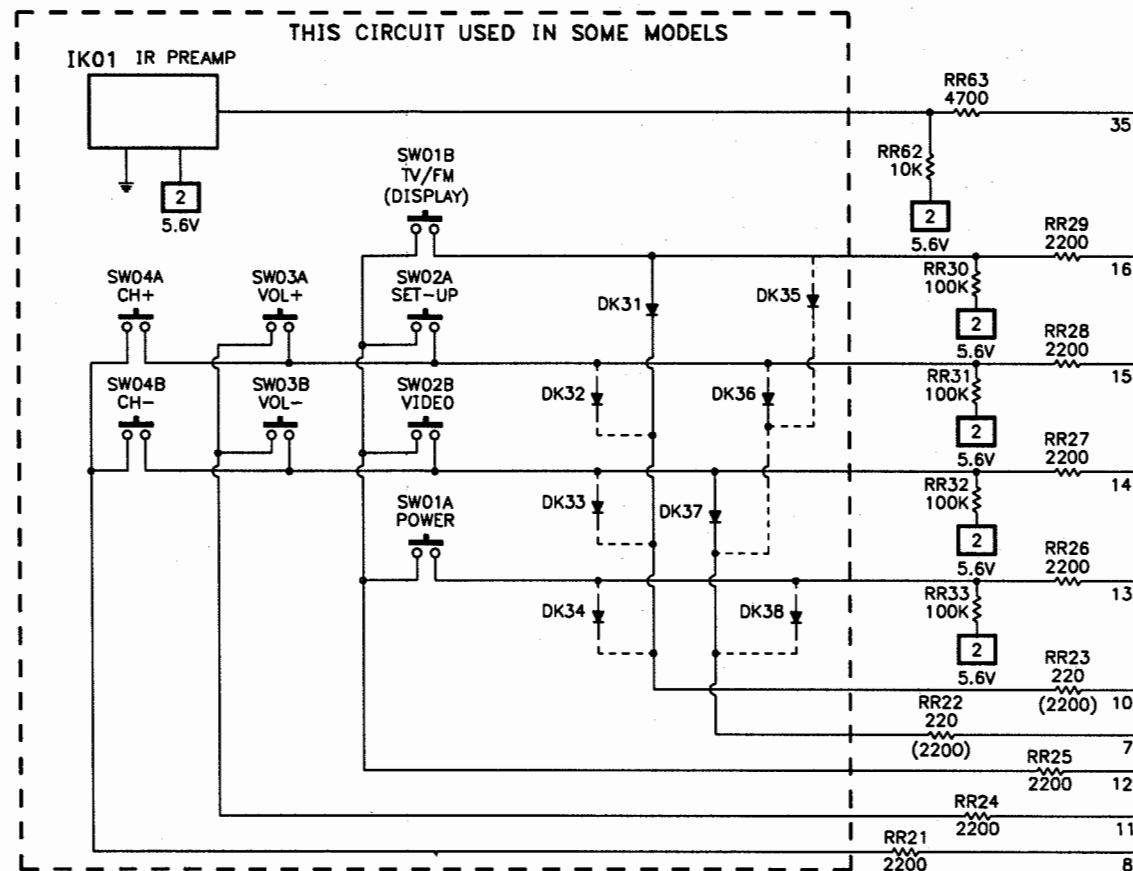 THIS CIRCUIT USED IN SOME MODELS
IK01 IR PREAMP
2
5.6V
RR63
4700
35
RR62
10K
2
5.6V
SW01B
TV/FM
(DISPLAY)
RR29
2200
16
SW04A
CH+
SW03A
VOL+
SW02A
SET-UP
DK31
DK35
RR30
100K
2
5.6V
RR28
2200
15
SW04B
CH-
SW03B
VOL-
SW02B
VIDEO
DK32
DK36
RR31
100K
2
5.6V
RR27
2200
14
SW01A
POWER
DK33
DK37
RR32
100K
2
5.6V
RR26
2200
13
DK34
DK38
RR33
100K
2
5.6V
RR23
220
(2200)
10
RR22
220
(2200)
7
RR25
2200
12
RR24
2200
11
RR21
2200
8